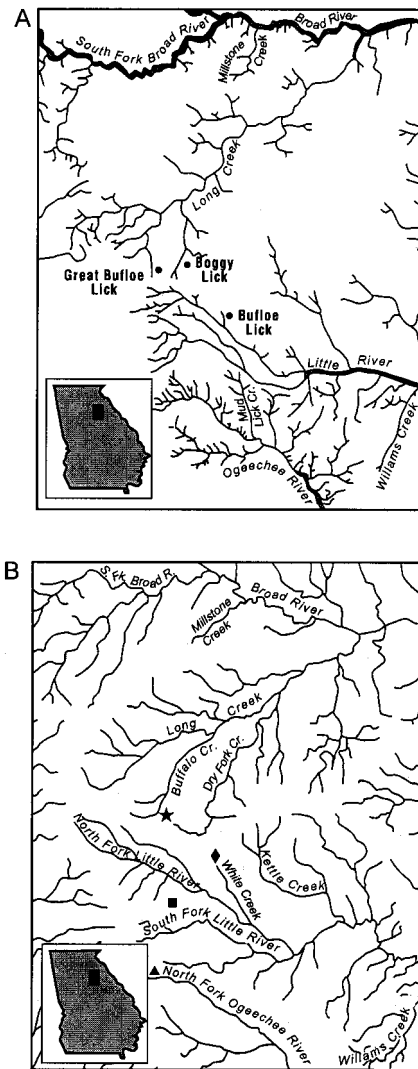 A
South Fork Broad River
Broad River
Millstone
Creek
Long Creek
Great Bufloe
Lick
Boggy
Lick
Bufloe
Lick
Little River
Mud
Lick Cr.
Ogeechee River
Williams Creek
B
S. Fk. Broad R.
Broad River
Millstone
Creek
Long Creek
Buffalo Cr.
Dry Fork Cr.
North Fork Little River
White Creek
Kettle Creek
South Fork Little River
North Fork Ogeechee River
Willams Creek